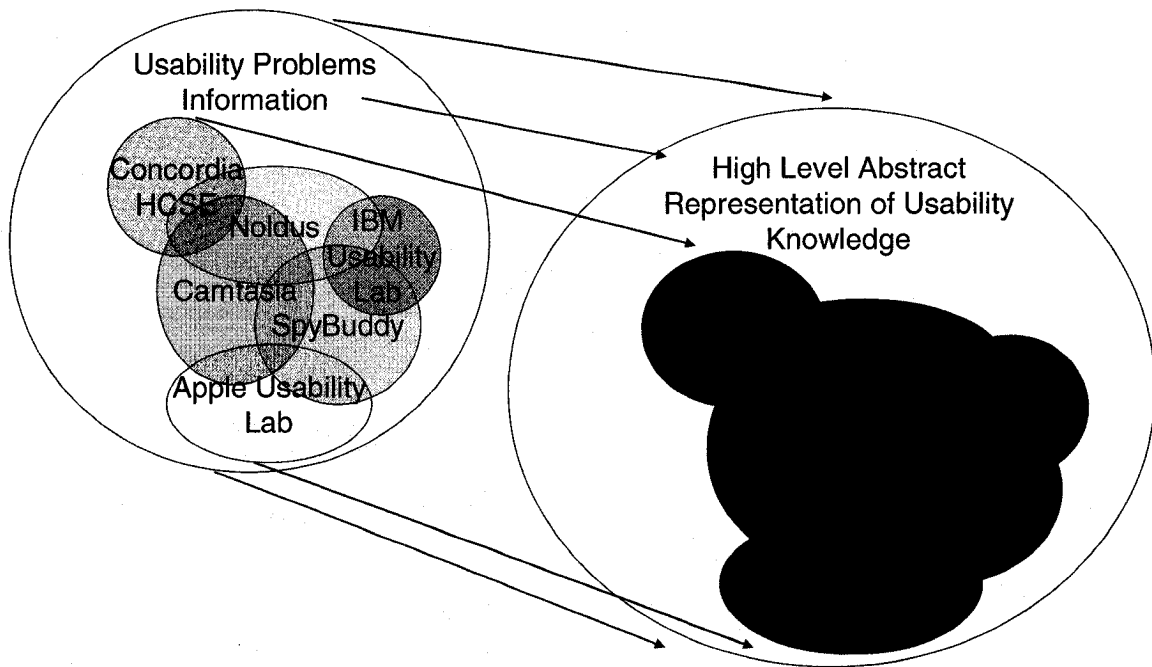 Usability Problems
Information
Concordia
HCSE
Noldus
IBM
Usability
Lab
Camtasia
SpyBuddy
Apple Usability
Lab
High Level Abstract
Representation of Usability
Knowledge